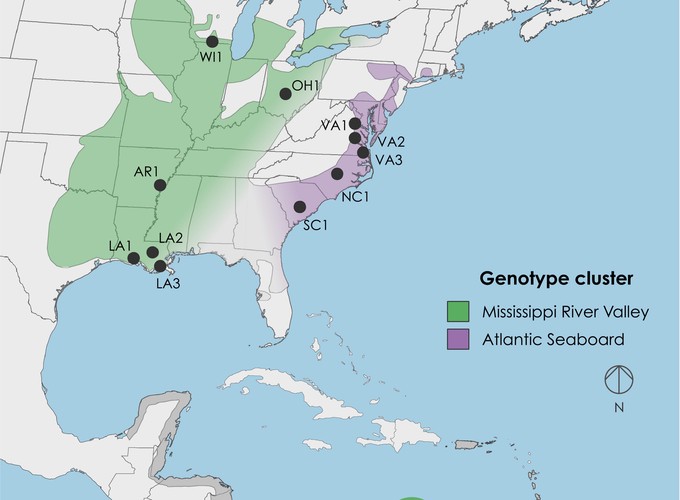 WI1
OH1
VA1
VA2
VA3
AR1
NC1
SC1
LA1
LA2
LA3
Genotype cluster
Mississippi River Valley
Atlantic Seaboard
N